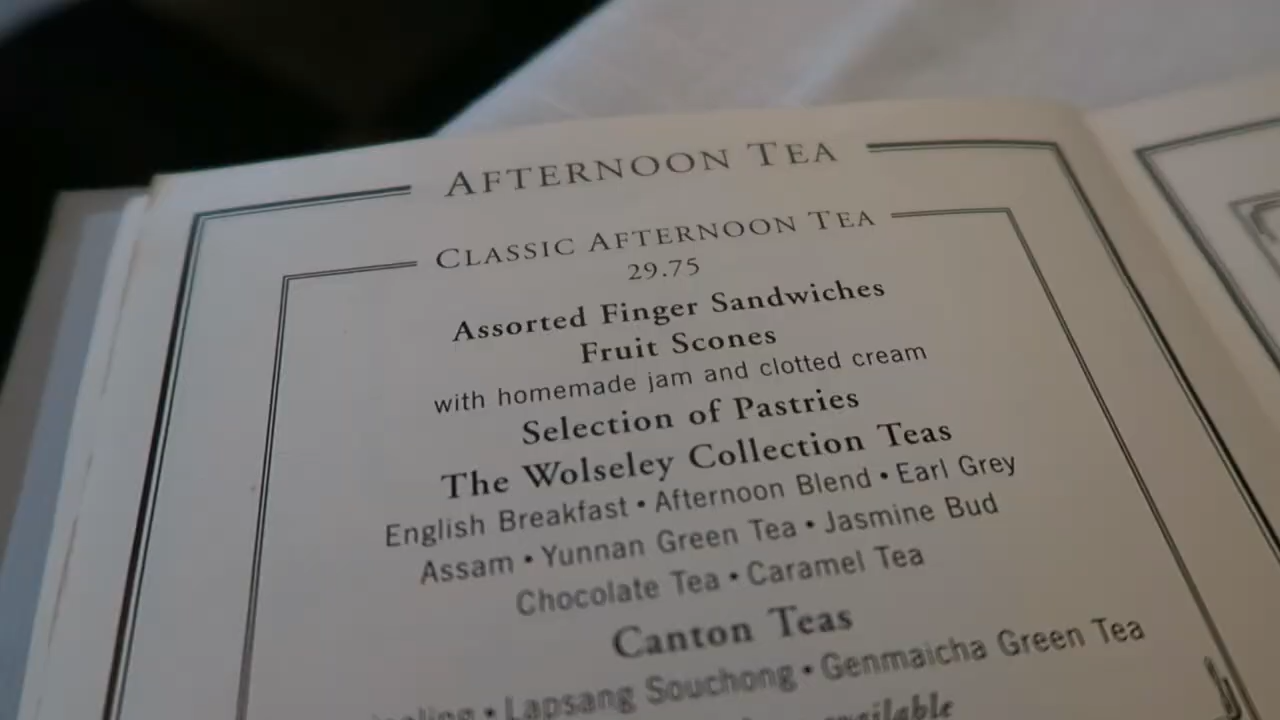 AFTERNOON TEA
CLASSIC AFTERNOON TEA
29.75
Assorted Finger Sandwiches
Fruit Scones
with homemade jam and clotted cream
Selection of Pastries
The Wolseley Collection Teas
English Breakfast • Afternoon Blend • Earl Grey
Assam • Yunnan Green Tea • Jasmine Bud
Chocolate Tea • Caramel Tea
Canton Teas
• Lapsang Souchong • Genmaicha Green Tea